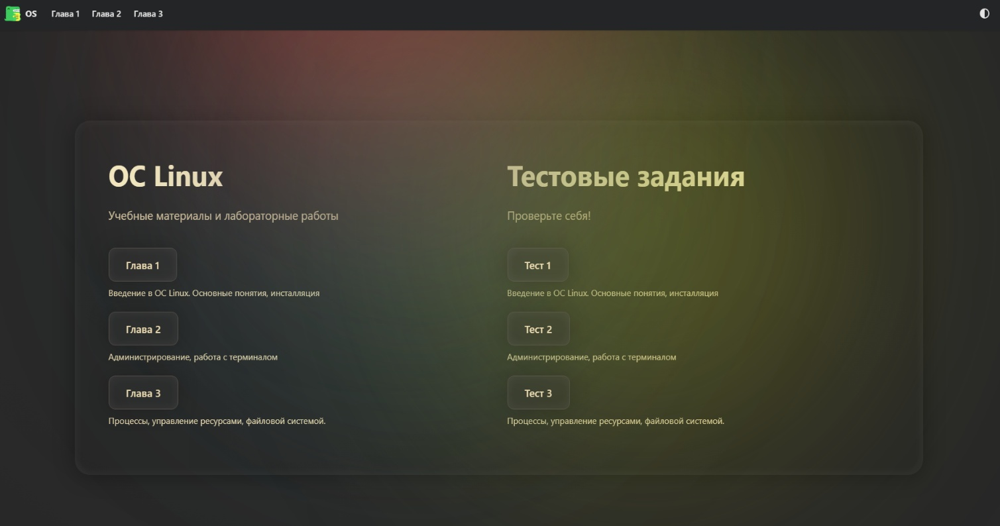 OS Глава 1 Глава 2 Глава 3
ОС Linux
Учебные материалы и лабораторные работы
Глава 1
Введение в ОС Linux. Основные понятия, инсталляция
Глава 2
Администрирование, работа с терминалом
Глава 3
Процессы, управление ресурсами, файловой системой.
Тестовые задания
Проверьте себя!
Тест 1
Введение в ОС Linux. Основные понятия, инсталляция
Тест 2
Администрирование, работа с терминалом
Тест 3
Процессы, управление ресурсами, файловой системой.